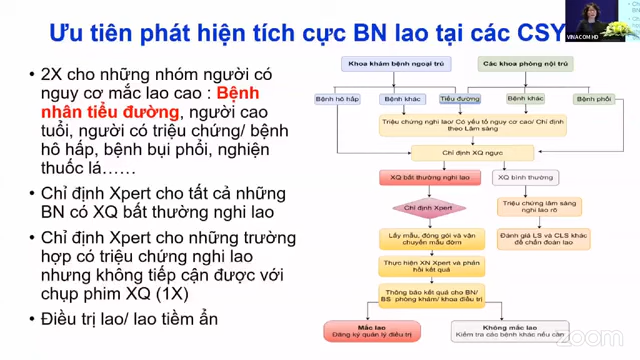 Ưu tiên phát hiện tích cực BN lao tại các CSY
VINACOM HD
• 2X cho những nhóm người có
nguy cơ mắc lao cao : Bệnh
nhân tiểu đường, người cao
tuổi, người có triệu chứng/ bệnh
hô hấp, bệnh bụi phổi, nghiện
thuốc lá……
• Chỉ định Xpert cho tất cả những
BN có XQ bất thường nghi lao
• Chỉ định Xpert cho những trường
hợp có triệu chứng nghi lao
nhưng không tiếp cận được với
chụp phim XQ (1X)
• Điều trị lao/ lao tiềm ẩn
Khoa khám bệnh ngoại trú
Các khoa phòng nội trú
Bệnh hô hấp
Bệnh khác
Tiểu đường
Bệnh khác
Bệnh phổi
Triệu chứng nghi lao/ Có yếu tố nguy cơ cao/ Chỉ định
theo Lâm sàng
Chỉ định XQ ngực
XQ bất thường nghi lao
XQ bình thường
Chỉ định Xpert
Triệu chứng lâm sàng
nghi lao rõ
Lấy mẫu, đóng gói và vận
chuyển mẫu đờm
Đánh giá LS và CLS khác
để chẩn đoán lao
Thực hiện XN Xpert và phản
hồi kết quả
Thông báo kết quả cho BN/
BS phòng khám/ khoa điều trị
Mắc lao
Đăng ký quản lý điều trị
Không mắc lao
Kiểm tra các bệnh khác nếu cần
zoom